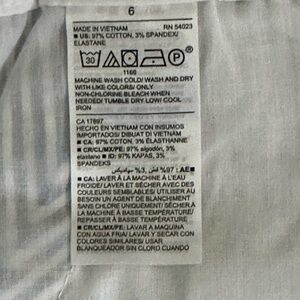 6
MADE IN VIETNAM RN 54023
■ US: 97% COTTON, 3% SPANDEX/
ELASTANE
30 P
1166
MACHINE WASH COLD/ WASH AND DRY
WITH LIKE COLORS/ ONLY
NON-CHLORINE BLEACH WHEN
NEEDED/ TUMBLE DRY LOW/ COOL
IRON
CA 17897
HECHO EN VIETNAM CON INSUMOS
IMPORTADOS/ DIBUAT DI VIETNAM
■ CA: 97% COTON, 3% ÉLASTHANNE
■ CR/CL/MX/PE: 97% algodón, 3%
elastano ■ ID: 97% KAPAS, 3%
SPANDEKS
■ AE: 97% قطن, 3% سباندكس
■ CA: LAVER À LA MACHINE À L'EAU
FROIDE/ LAVER ET SÉCHER AVEC DES
COULEURS SEMBLABLES/ UTILISER AU
BESOIN UN AGENT DE BLANCHIMENT
SANS CHLORE/ SÉCHER À LA
MACHINE À BASSE TEMPÉRATURE/
REPASSER À BASSE TEMPÉRATURE
■ CR/CL/MX/PE: LAVAR A MAQUINA
CON AGUA FRIA/ LAVAR Y SECAR CON
COLORES SIMILARES/ USAR
BLANQUEADOR SIN CLORO CUANDO